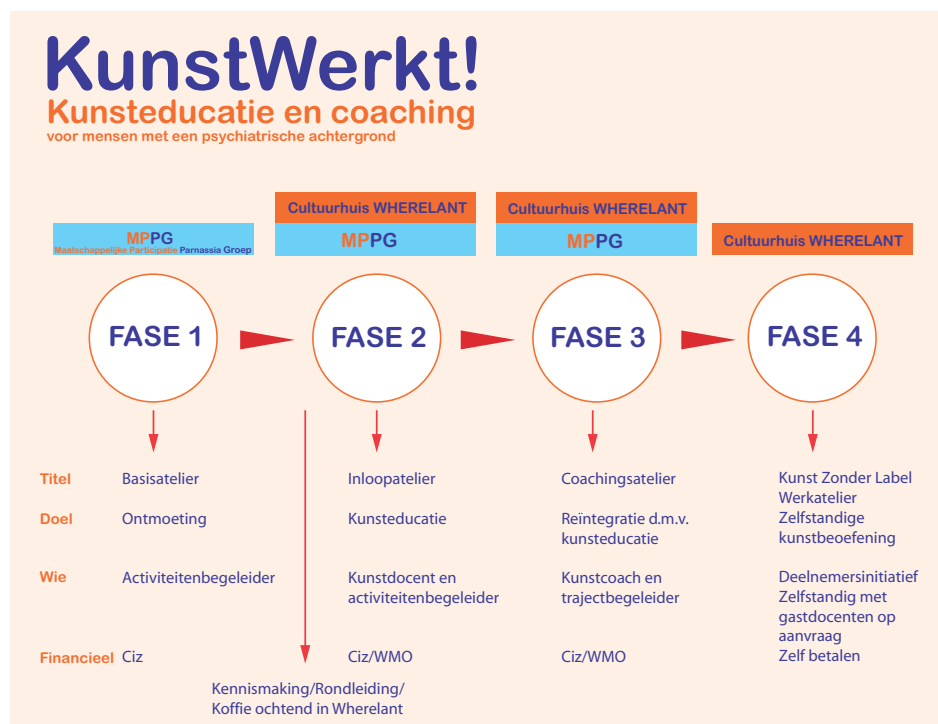 KunstWerkt!
Kunsteducatie en coaching
voor mensen met een psychiatrische achtergrond
MPPG
Maatschappelijke Participatie Parnassia Groep
Cultuurhuis WHERELANT
MPPG
Cultuurhuis WHERELANT
MPPG
Cultuurhuis WHERELANT
FASE 1
FASE 2
FASE 3
FASE 4
Titel
Basisatelier
Inloopatelier
Coachingsatelier
Kunst Zonder Label
Werkatelier
Doel
Ontmoeting
Kunsteducatie
Reïntegratie d.m.v.
kunsteducatie
Zelfstandige
kunstbeoefening
Wie
Activiteitenbegeleider
Kunstdocent en
activiteitenbegeleider
Kunstcoach en
trajectbegeleider
Deelnemersinitiatief
Zelfstandig met
gastdocenten op
aanvraag
Financieel
Ciz
Ciz/WMO
Ciz/WMO
Zelf betalen
Kennismaking/Rondleiding/
Koffie ochtend in Wherelant